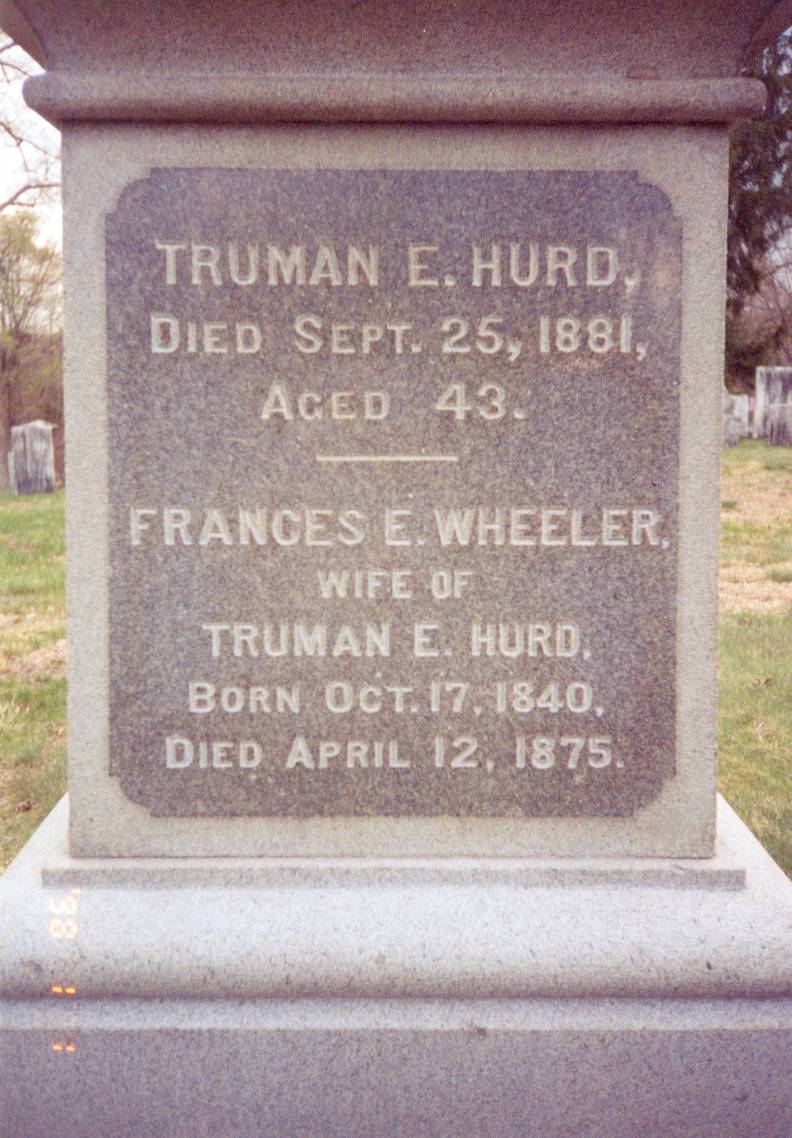 TRUMAN E. HURD,
DIED SEPT. 25, 1881,
AGED 43.
FRANCES E. WHEELER,
WIFE OF
TRUMAN E. HURD,
BORN OCT. 17, 1840,
DIED APRIL 12, 1875.